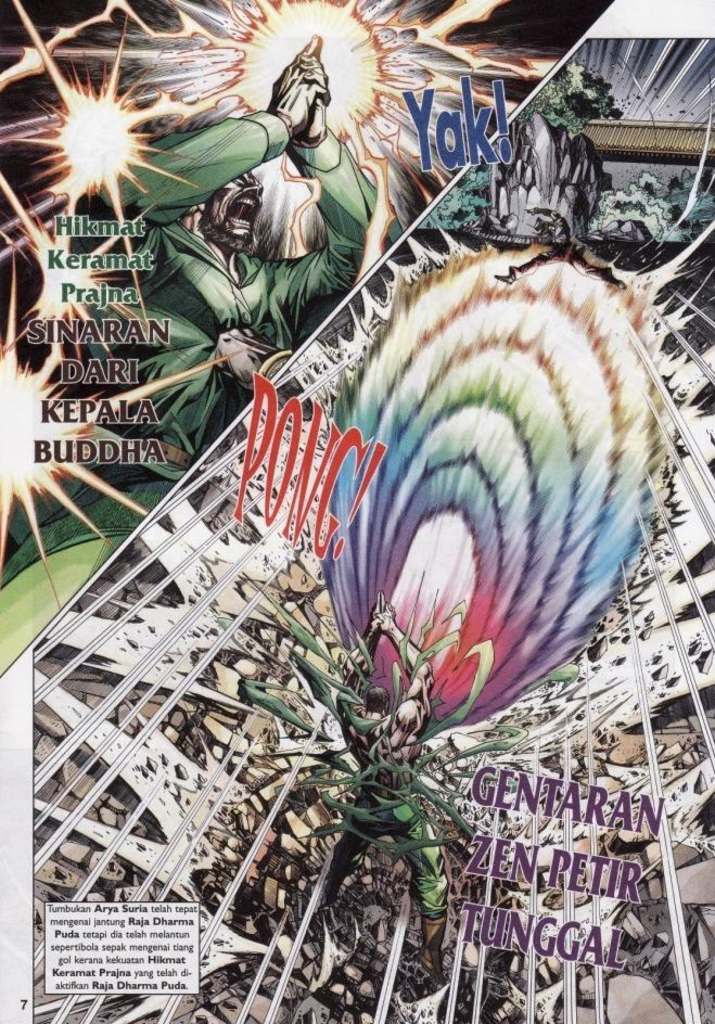 Yak!
Hikmat
Keramat
Prajna
SINARAN
DARI
KEPALA
BUDDHA
PONG!
GENTARAN
ZEN PETIR
TUNGGAL
Tumbukan Arya Suria telah tepat
mengenai jantung Raja Dharma
Puda tetapi dia telah melantun
sepertibola sepak mengenai tiang
gol kerana kekuatan Hikmat
Keramat Prajna yang telah di-
aktifkan Raja Dharma Puda.
7